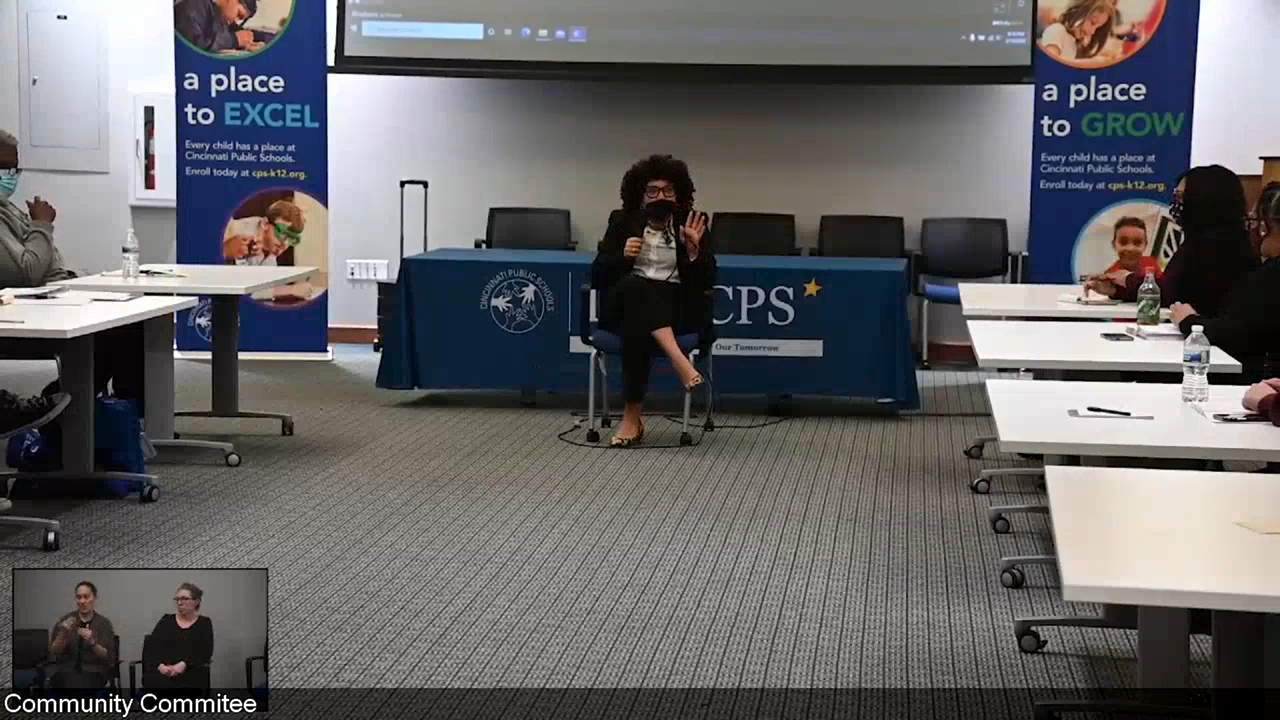 a place
to EXCEL
Every child has a place at
Cincinnati Public Schools.
Enroll today at cps-k12.org.
a place
to GROW
Every child has a place at
Cincinnati Public Schools.
Enroll today at cps-k12.org.
CINCINNATI PUBLIC SCHOOLS
CPS
Our Tomorrow
Community Commitee